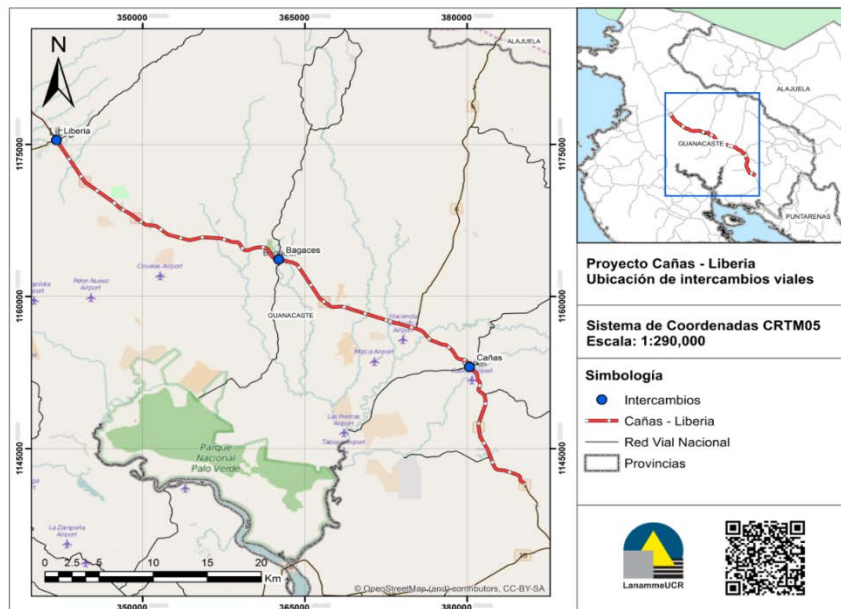 350000
365000
380000
N
ALAJUELA
Liberia
1175000
1175000
Bagaces
Ciruelas Airport
Pelon Nuevo
Airport
1160000
1160000
GUANACASTE
Hacienda
Mojica Airport
Cañas
Las Piedras
Airport
Airport
Parque
Nacional
Palo Verde
1145000
1145000
La Zampoña
Airport
0 2.5 5 10 15 20
Km
© OpenStreetMap (and) contributors, CC-BY-SA
350000
365000
380000
ALAJUELA
GUANACASTE
PUNTARENAS
Proyecto Cañas - Liberia
Ubicación de intercambios viales
Sistema de Coordenadas CRTM05
Escala: 1:290,000
Simbología
Intercambios
Cañas - Liberia
Red Vial Nacional
Provincias
LanammeUCR